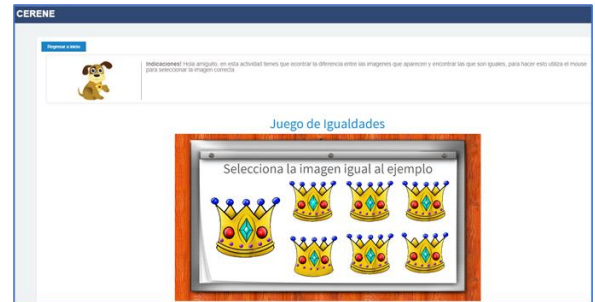 CERENE
Regresar a Inicio
Indicaciones! Hola amiguito, en esta actividad tienes que econtrar la diferencia entre las imagenes que aparecen y encontrar las que son iguales, para hacer esto utiliza el mouse
para seleccionar la imagen correcta
Juego de Igualdades
Selecciona la imagen igual al ejemplo